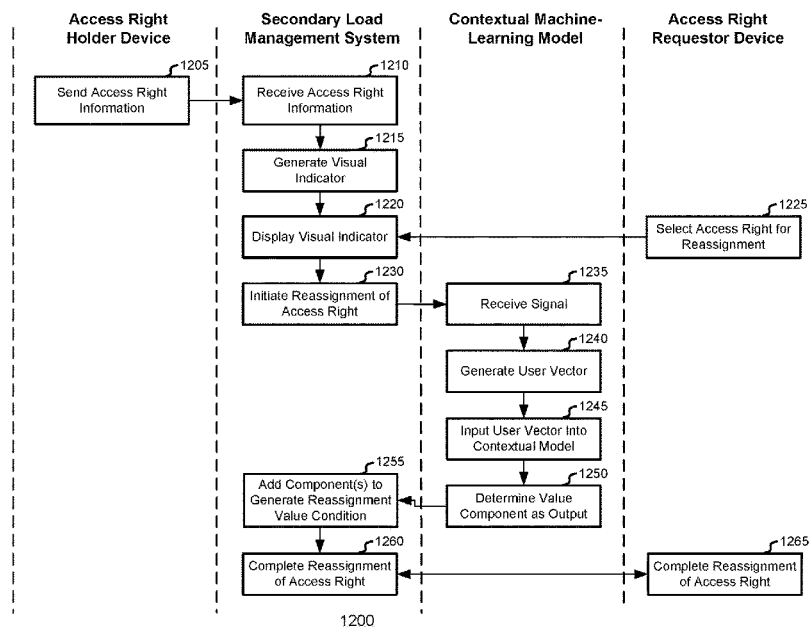 Access Right
Holder Device
Secondary Load
Management System
Contextual Machine-
Learning Model
Access Right
Requestor Device
1205
Send Access Right
Information
1210
Receive Access Right
Information
1215
Generate Visual
Indicator
1220
Display Visual Indicator
1225
Select Access Right for
Reassignment
1230
Initiate Reassignment of
Access Right
1235
Receive Signal
1240
Generate User Vector
1245
Input User Vector Into
Contextual Model
1250
Determine Value
Component as Output
1255
Add Component(s) to
Generate Reassignment
Value Condition
1260
Complete Reassignment
of Access Right
1265
Complete Reassignment
of Access Right
1200